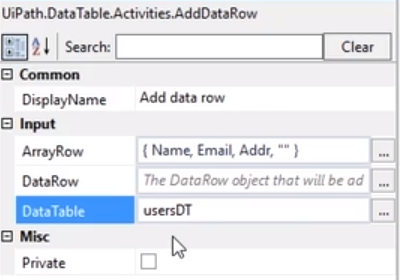 UiPath.DataTable.Activities.AddDataRow
Search: Clear
Common
DisplayName Add data row
Input
ArrayRow { Name, Email, Addr, "" } ...
DataRow The DataRow object that will be ad ...
DataTable usersDT ...
Misc
Private